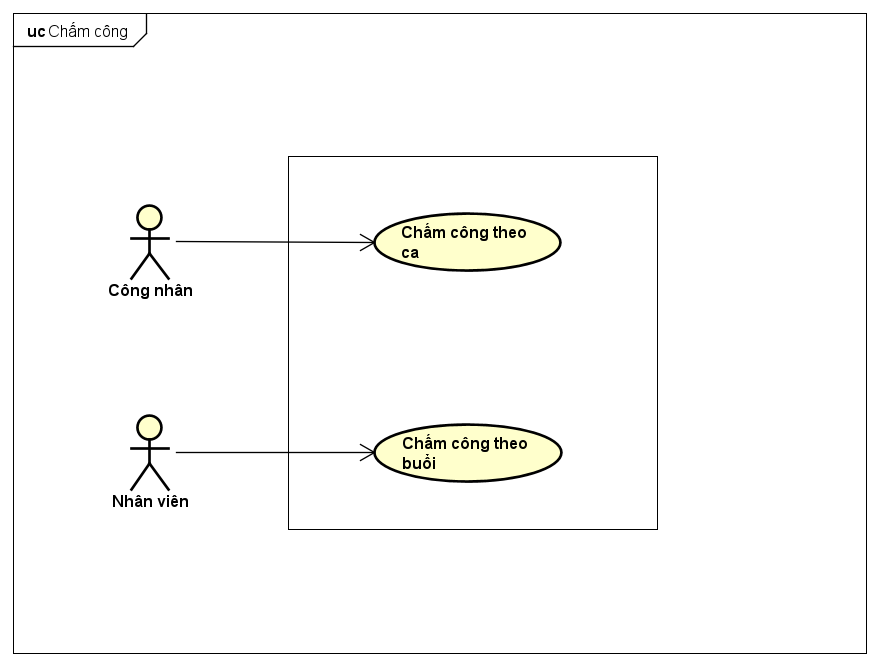 uc Chấm công
Chấm công theo
ca
Công nhân
Chấm công theo
buổi
Nhân viên